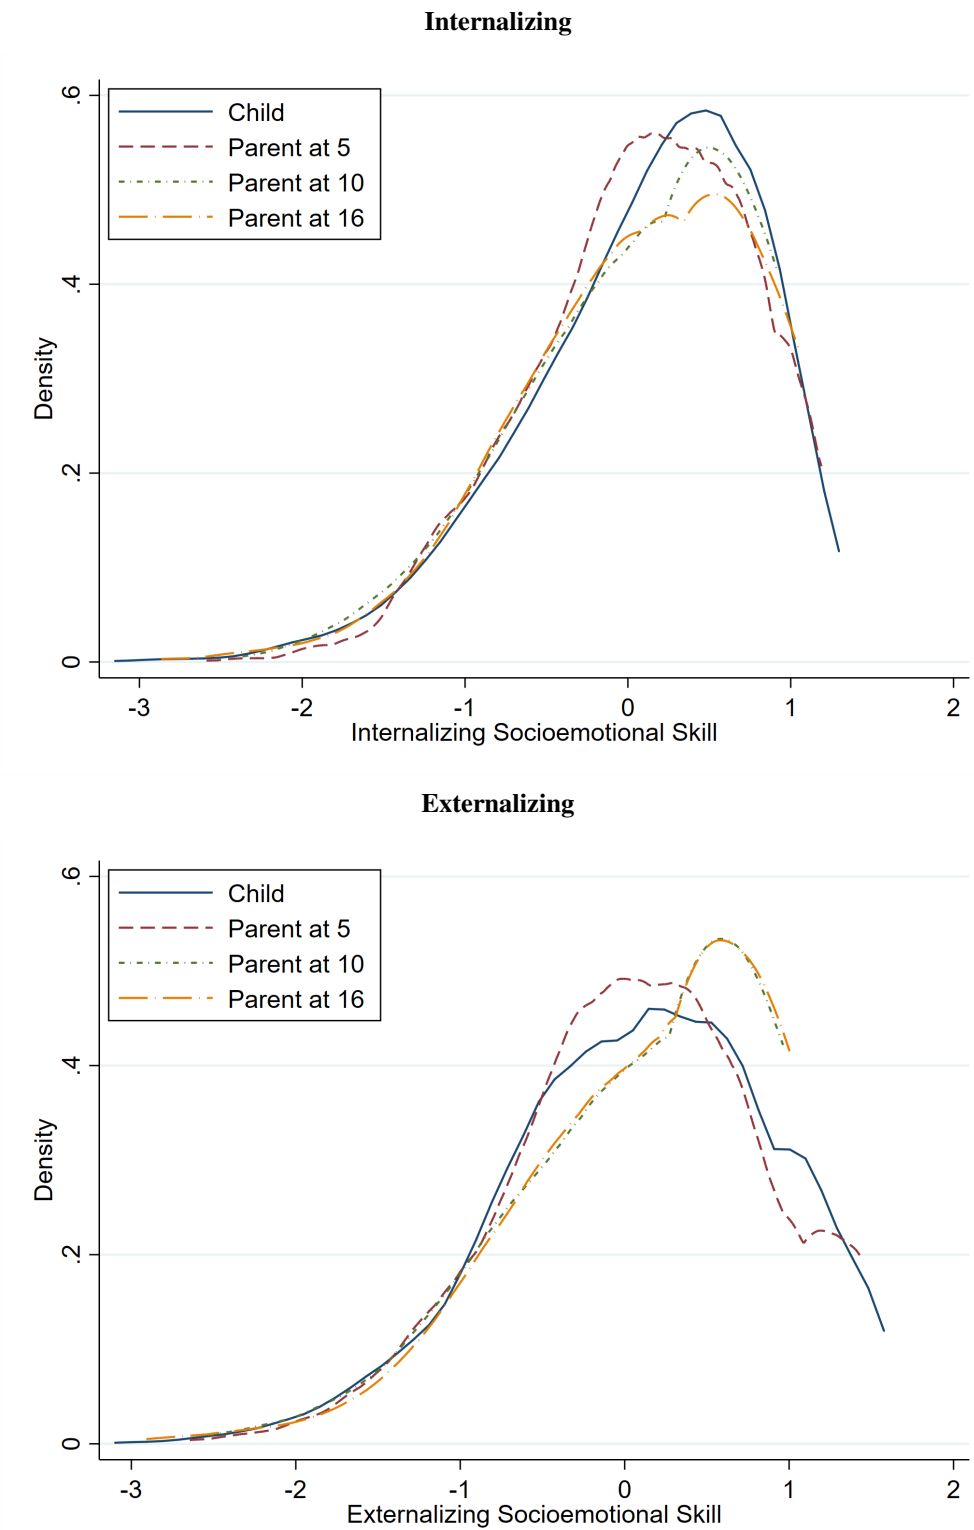 Internalizing
.6
.4
.2
0
Density
Child
Parent at 5
Parent at 10
Parent at 16
-3 -2 -1 0 1 2
Internalizing Socioemotional Skill
Externalizing
.6
.4
.2
0
Density
Child
Parent at 5
Parent at 10
Parent at 16
-3 -2 -1 0 1 2
Externalizing Socioemotional Skill